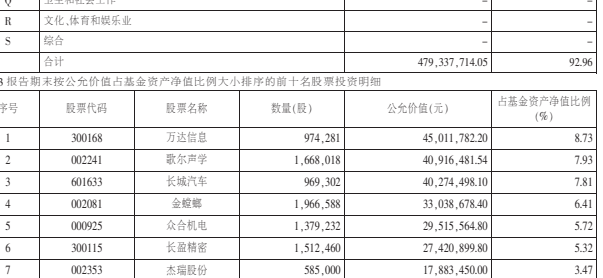 Q 卫生和社会工作 － －
R 文化、体育和娱乐业 － －
S 综合 － －
合计 479,337,714.05 92.96
3 报告期末按公允价值占基金资产净值比例大小排序的前十名股票投资明细
序号 股票代码 股票名称 数量(股) 公允价值(元) 占基金资产净值比例(%)
1 300168 万达信息 974,281 45,011,782.20 8.73
2 002241 歌尔声学 1,668,018 40,916,481.54 7.93
3 601633 长城汽车 969,302 40,274,498.10 7.81
4 002081 金螳螂 1,966,588 33,038,678.40 6.41
5 000925 众合机电 1,379,232 29,515,564.80 5.72
6 300115 长盈精密 1,512,460 27,420,899.80 5.32
7 002353 杰瑞股份 585,000 17,883,450.00 3.47